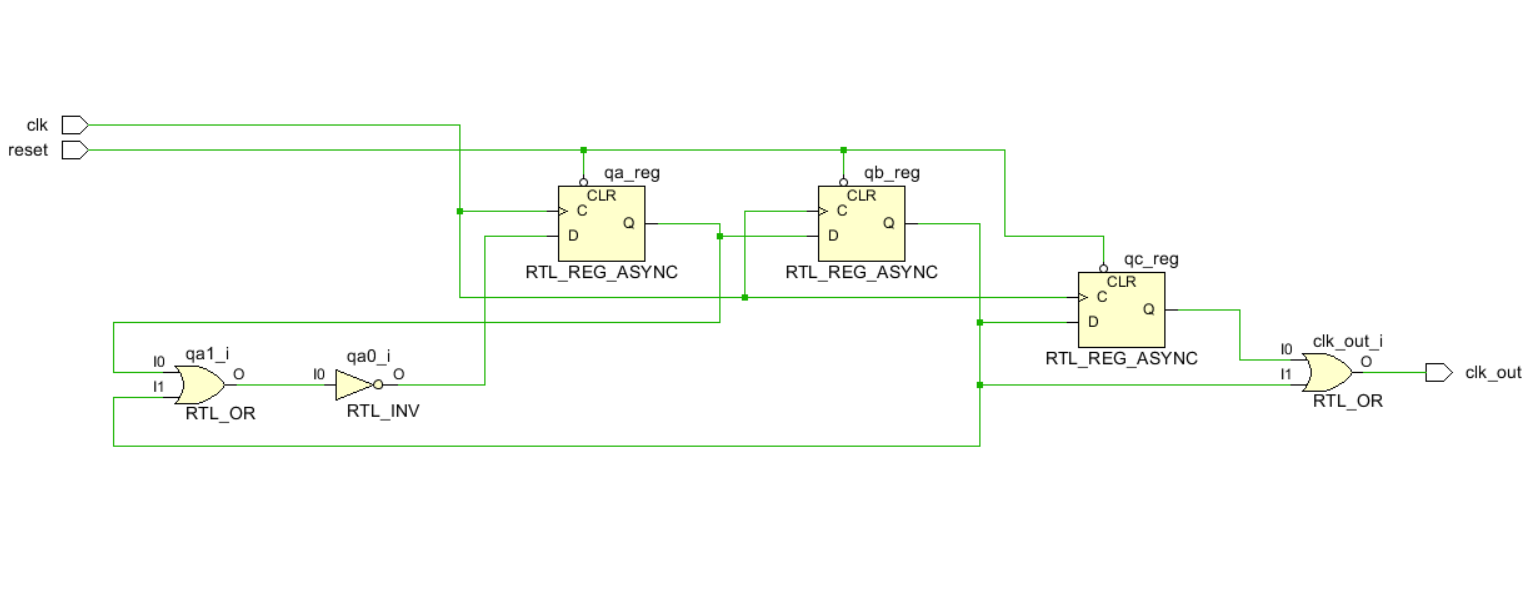 clk
reset
qa_reg
CLR
C
Q
D
RTL_REG_ASYNC
qb_reg
CLR
C
Q
D
RTL_REG_ASYNC
qc_reg
CLR
C
Q
D
RTL_REG_ASYNC
qa1_i
I0
I1
O
RTL_OR
qa0_i
I0
O
RTL_INV
clk_out_i
I0
I1
O
RTL_OR
clk_out